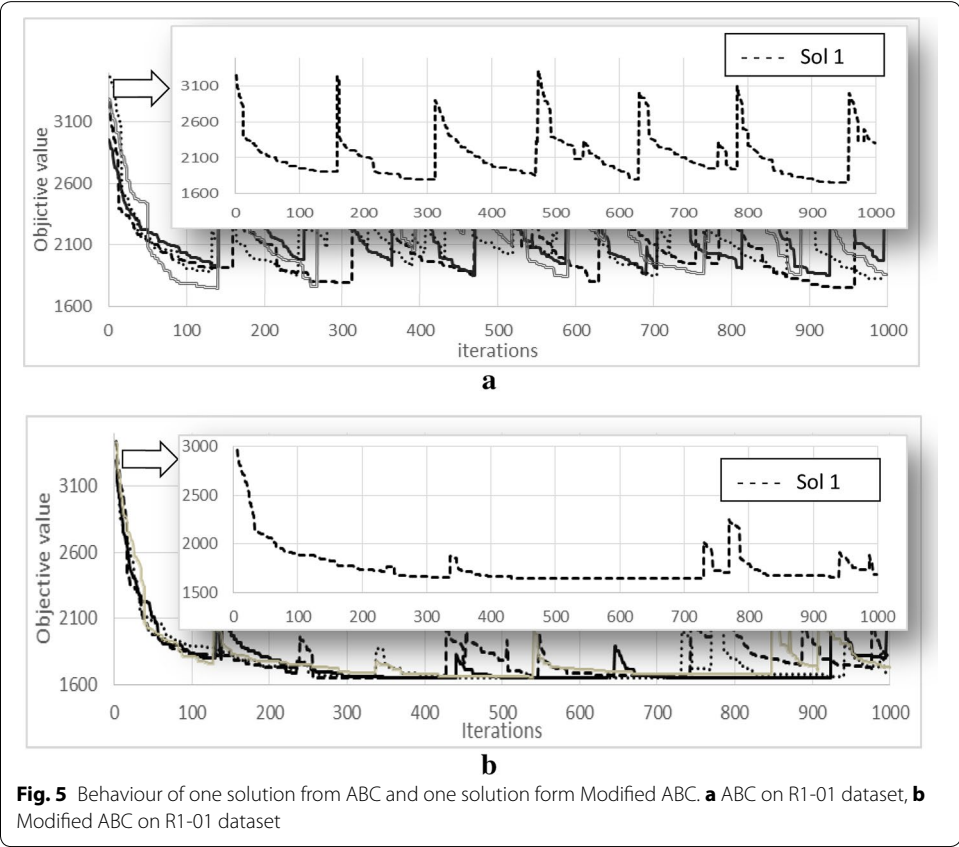 Sol 1
3100
2600
2100
1600
0 100 200 300 400 500 600 700 800 900 1000
Objictive value
3100
2600
2100
1600
0 100 200 300 400 500 600 700 800 900 1000
iterations
a
Sol 1
3000
2500
2000
1500
0 100 200 300 400 500 600 700 800 900 1000
Objective value
3100
2600
2100
1600
0 100 200 300 400 500 600 700 800 900 1000
Iterations
b
Fig. 5 Behaviour of one solution from ABC and one solution form Modified ABC. a ABC on R1-01 dataset, b
Modified ABC on R1-01 dataset